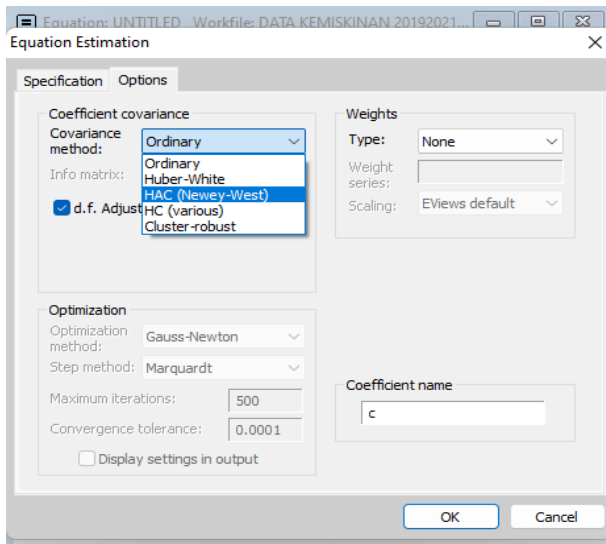 Equation: UNTITLED Workfile: DATA KEMISKINAN 20192021...
Equation Estimation
Specification Options
Coefficient covariance
Covariance method: Ordinary
Ordinary
Huber-White
HAC (Newey-West)
HC (various)
Cluster-robust
Info matrix:
d.f. Adjust
Weights
Type: None
Weight series:
Scaling: EViews default
Optimization
Optimization method: Gauss-Newton
Step method: Marquardt
Maximum iterations: 500
Convergence tolerance: 0.0001
Display settings in output
Coefficient name
c
OK Cancel